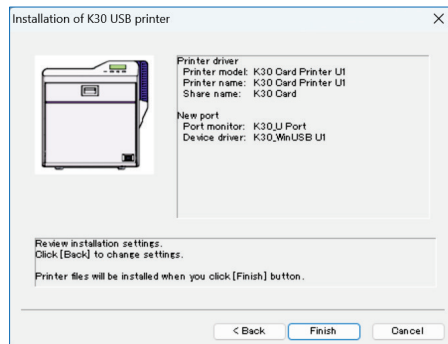 Installation of K30 USB printer
Printer driver
Printer model: K30 Card Printer U1
Printer name: K30 Card Printer U1
Share name: K30 Card
New port
Port monitor: K30_U Port
Device driver: K30_WinUSB U1
Review installation settings.
Click [Back] to change settings.
Printer files will be installed when you click [Finish] button.
< Back Finish Cancel